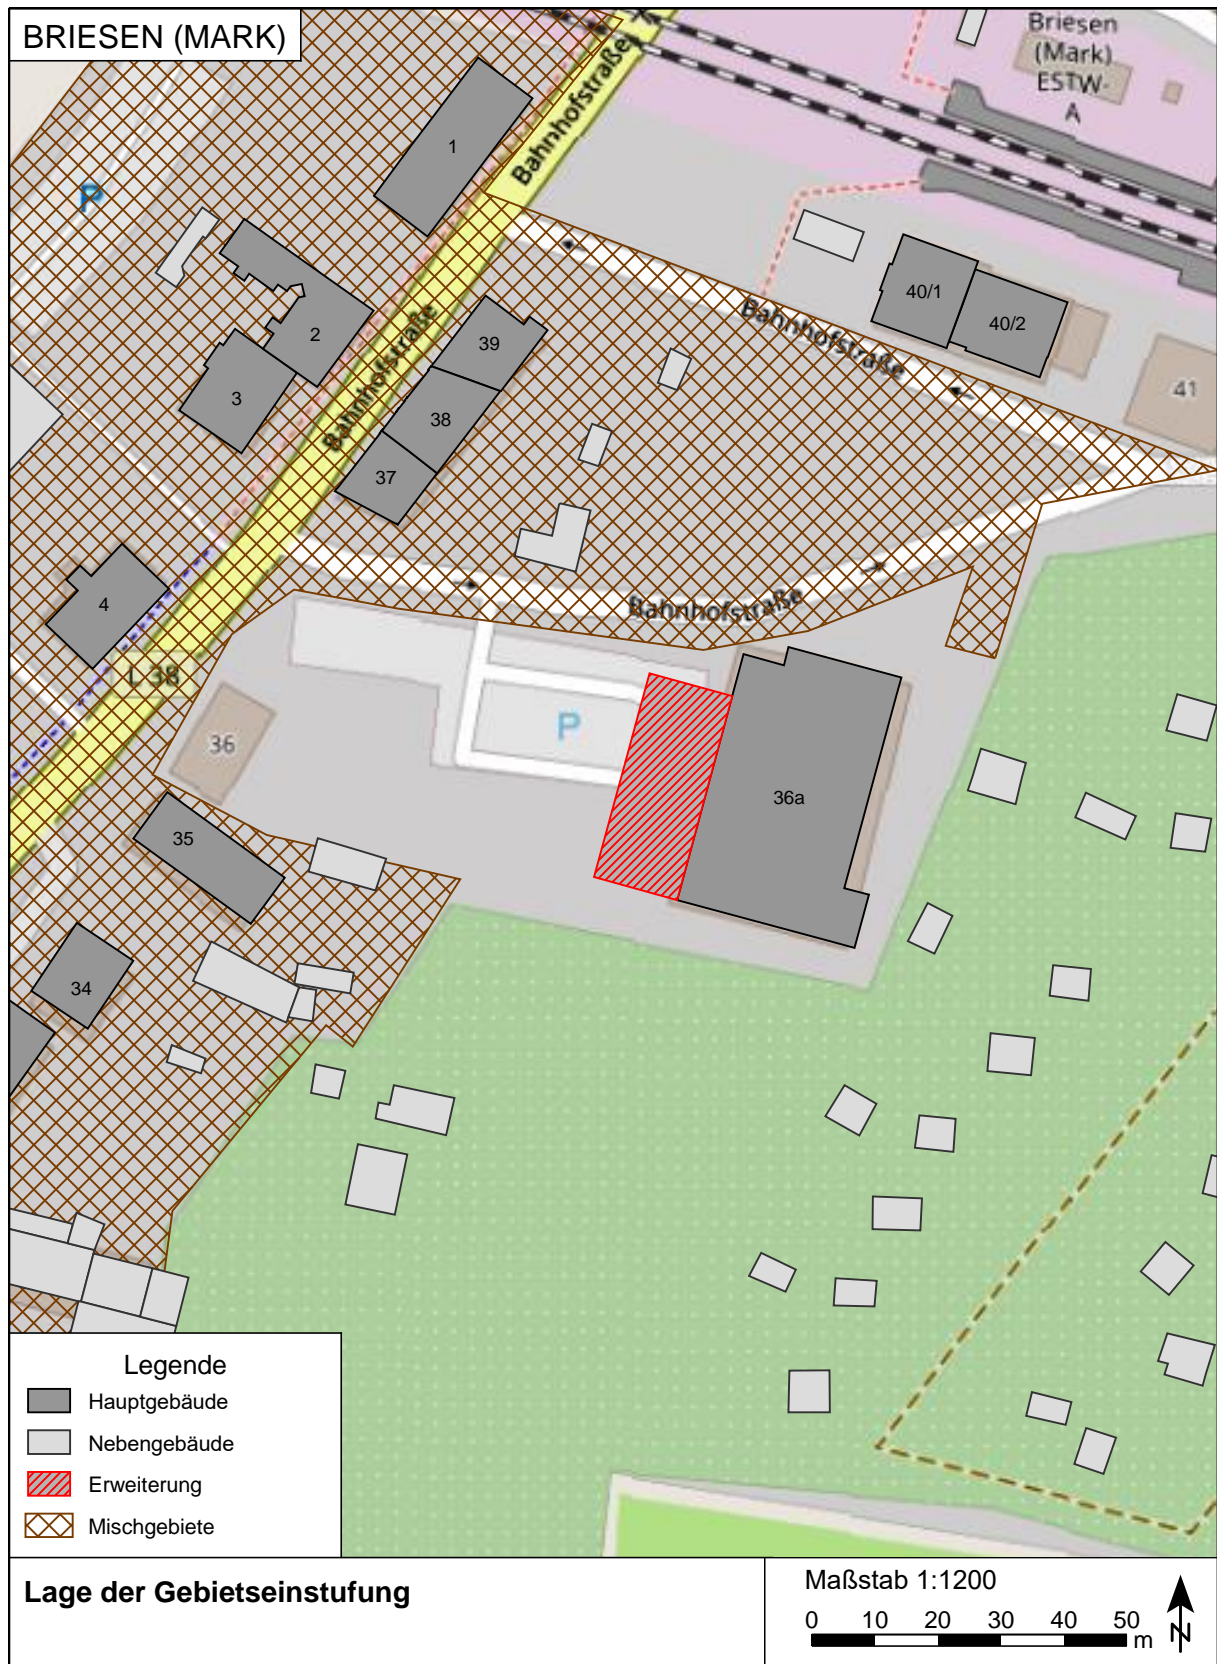 BRIESEN (MARK)
Briesen
(Mark)
ESTW-
A
Bahnhofstraße
1
P
40/1
40/2
Bahnhofstraße
41
2
39
3
38
Bahnhofstraße
37
4
Bahnhofstraße
L 38
36
P
36a
35
34
Legende
Hauptgebäude
Nebengebäude
Erweiterung
Mischgebiete
Lage der Gebietseinstufung
Maßstab 1:1200
0 10 20 30 40 50
m
N